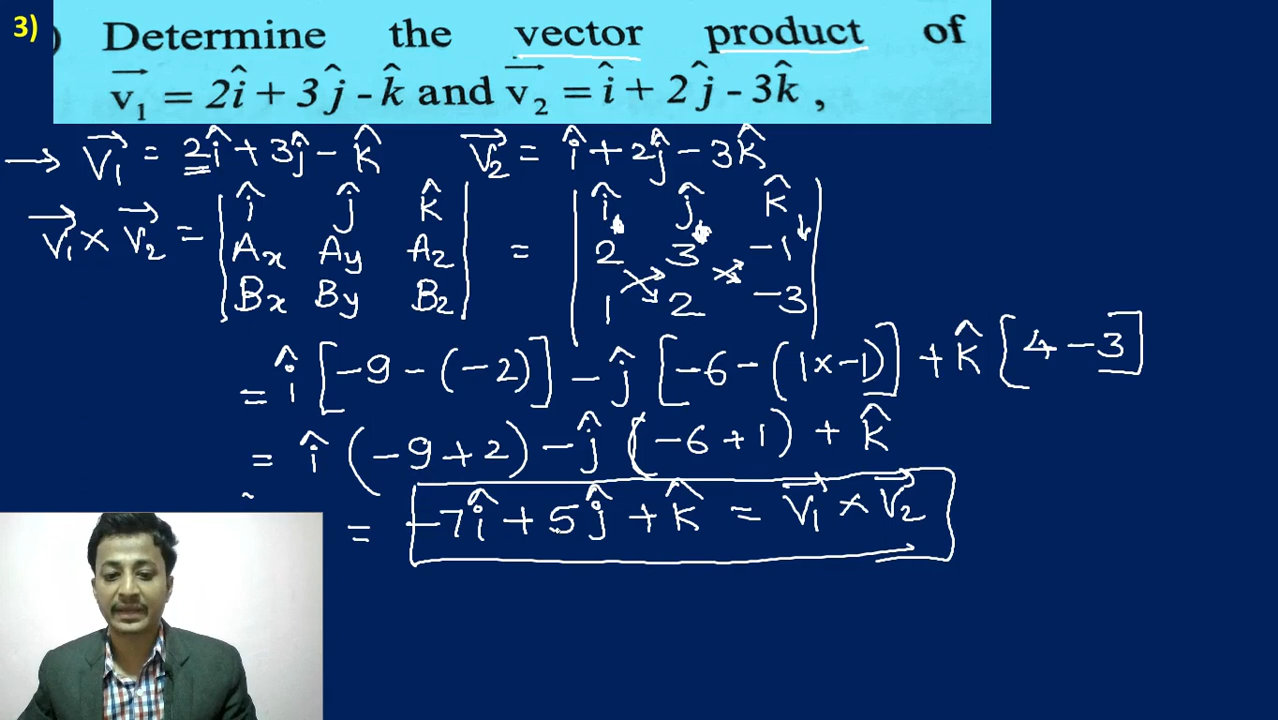 3) ) Determine the vector product of
v₁ = 2î + 3ĵ - k̂ and v₂ = î + 2ĵ - 3k̂ ,
→ V₁ = 2î + 3ĵ - k̂ V₂ = î + 2ĵ - 3k̂
V₁ × V₂ = | î ĵ k̂ | = | î ĵ k̂ |
| Ax Ay Az | | 2 3 -1 |
| Bx By Bz | | 1 2 -3 |
= î [-9 - (-2)] - ĵ [-6 - (1×-1)] + k̂ [4 - 3]
= î (-9+2) - ĵ (-6+1) + k̂
= -7î + 5ĵ + k̂ = V₁ × V₂